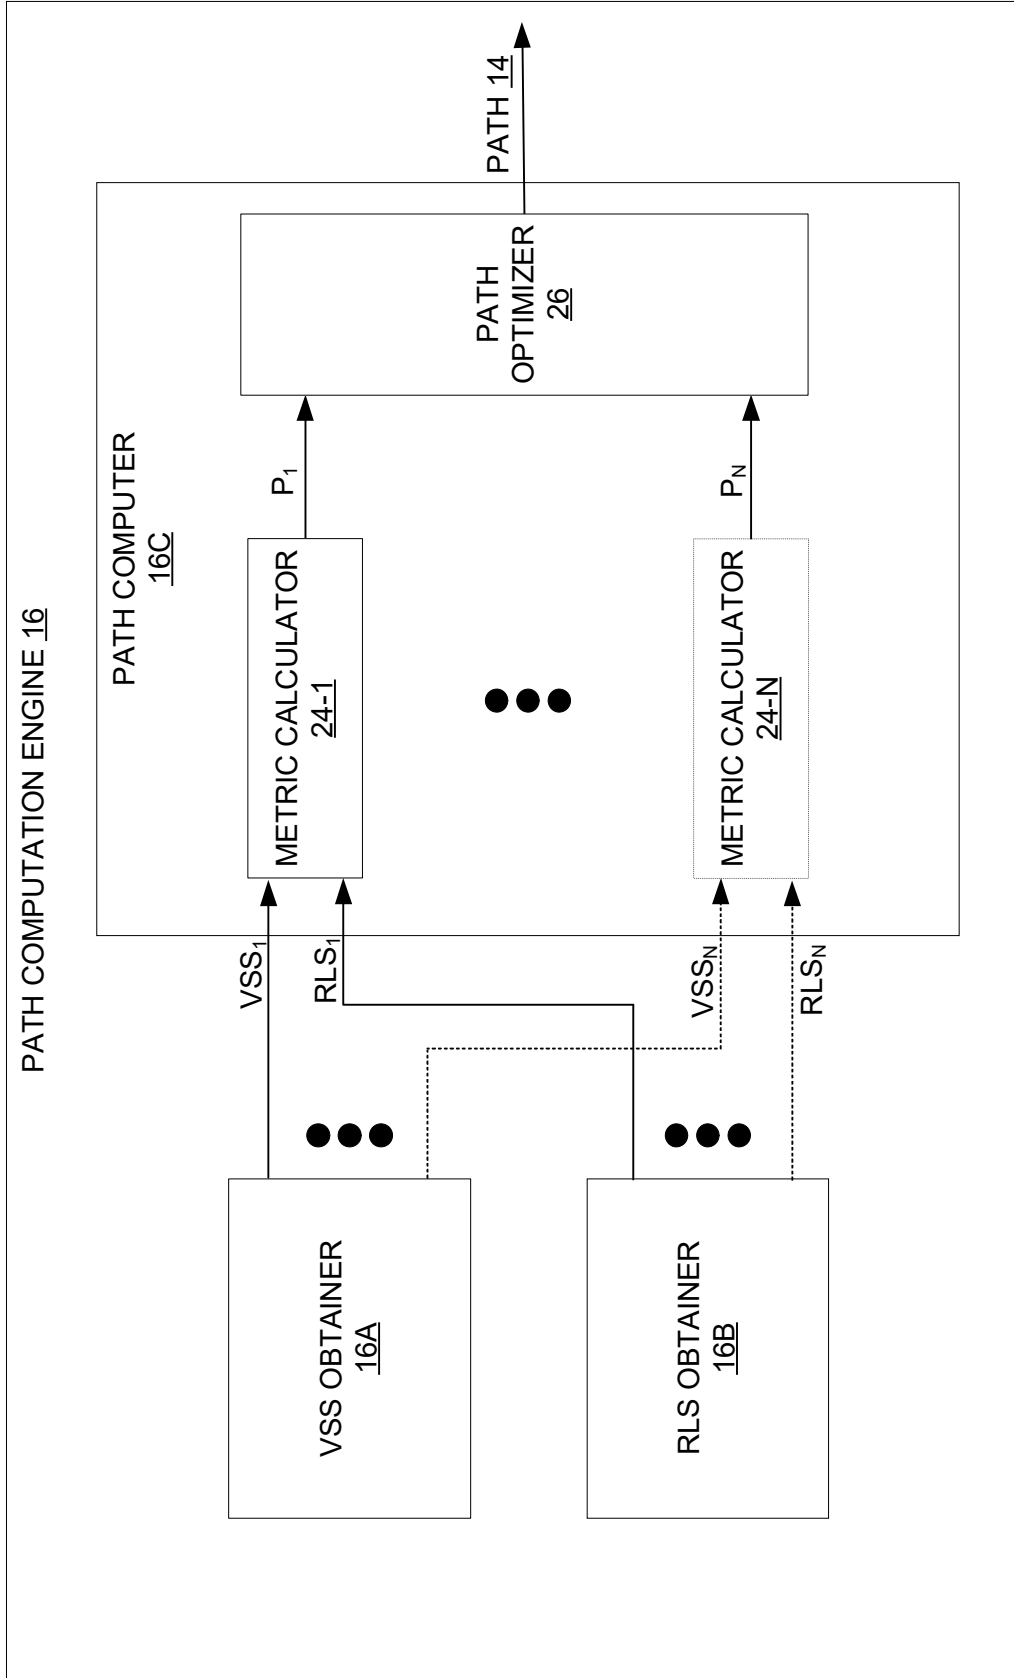 PATH COMPUTATION ENGINE 16
PATH COMPUTER
16C
VSS OBTAINER
16A
VSS₁
RLS₁
METRIC CALCULATOR
24-1
P₁
PATH
OPTIMIZER
26
PATH 14
RLS OBTAINER
16B
VSSN
RLSN
METRIC CALCULATOR
24-N
PN